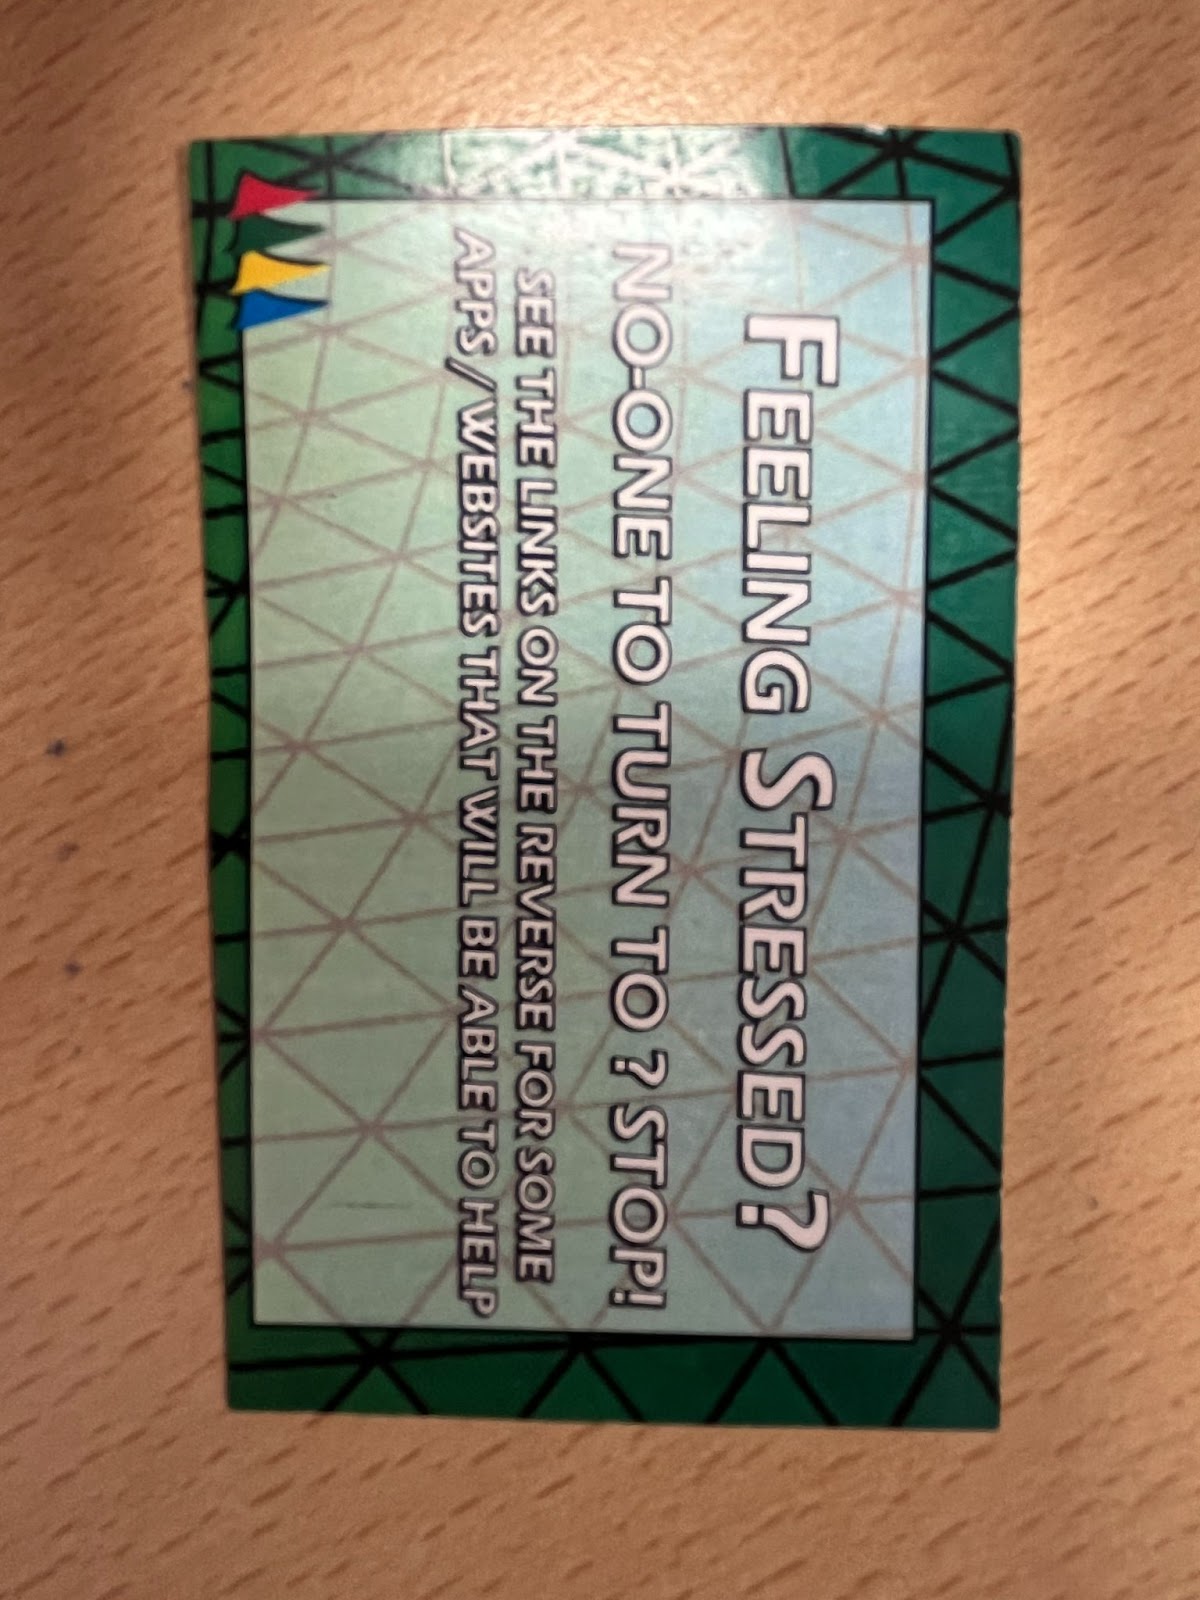 FEELING STRESSED?
NO-ONE TO TURN TO ? STOP!
SEE THE LINKS ON THE REVERSE FOR SOME
APPS / WEBSITES THAT WILL BE ABLE TO HELP